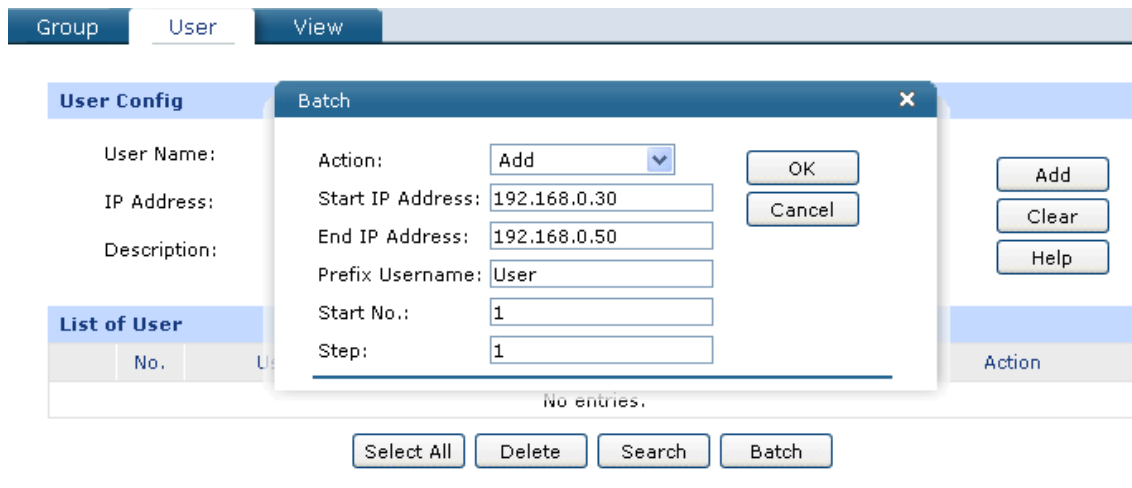 Group User View
User Config
Batch
User Name:
Action: Add OK
Add
Start IP Address: 192.168.0.30
IP Address:
Cancel
Clear
End IP Address: 192.168.0.50
Description:
Help
Prefix Username: User
Start No.: 1
List of User
Step: 1
No. Action
No entries.
Select All Delete Search Batch